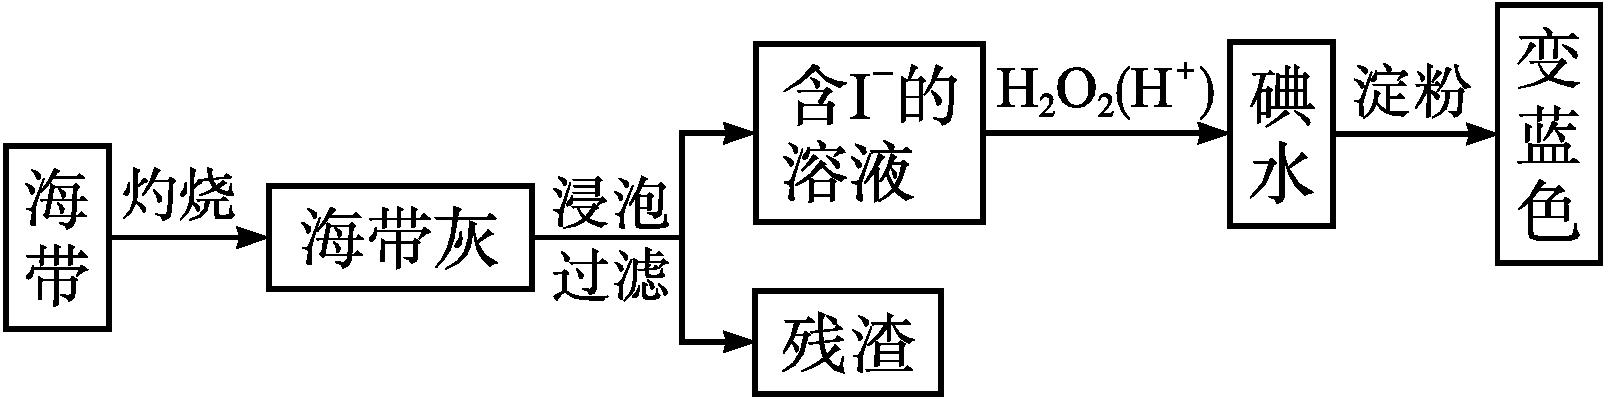 海带
灼烧
海带灰
浸泡
过滤
含I⁻的
溶液
残渣
H₂O₂(H⁺)
碘水
淀粉
变蓝色